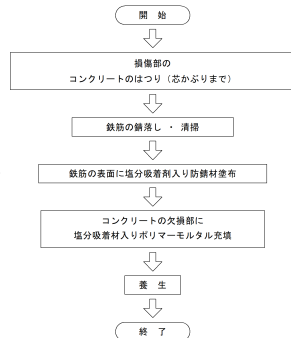 開　始
損傷部の
コンクリートのはつり（芯かぶりまで）
鉄筋の錆落し ・ 清掃
鉄筋の表面に塩分吸着剤入り防錆材塗布
コンクリートの欠損部に
塩分吸着材入りポリマーモルタル充填
養　生
終　了